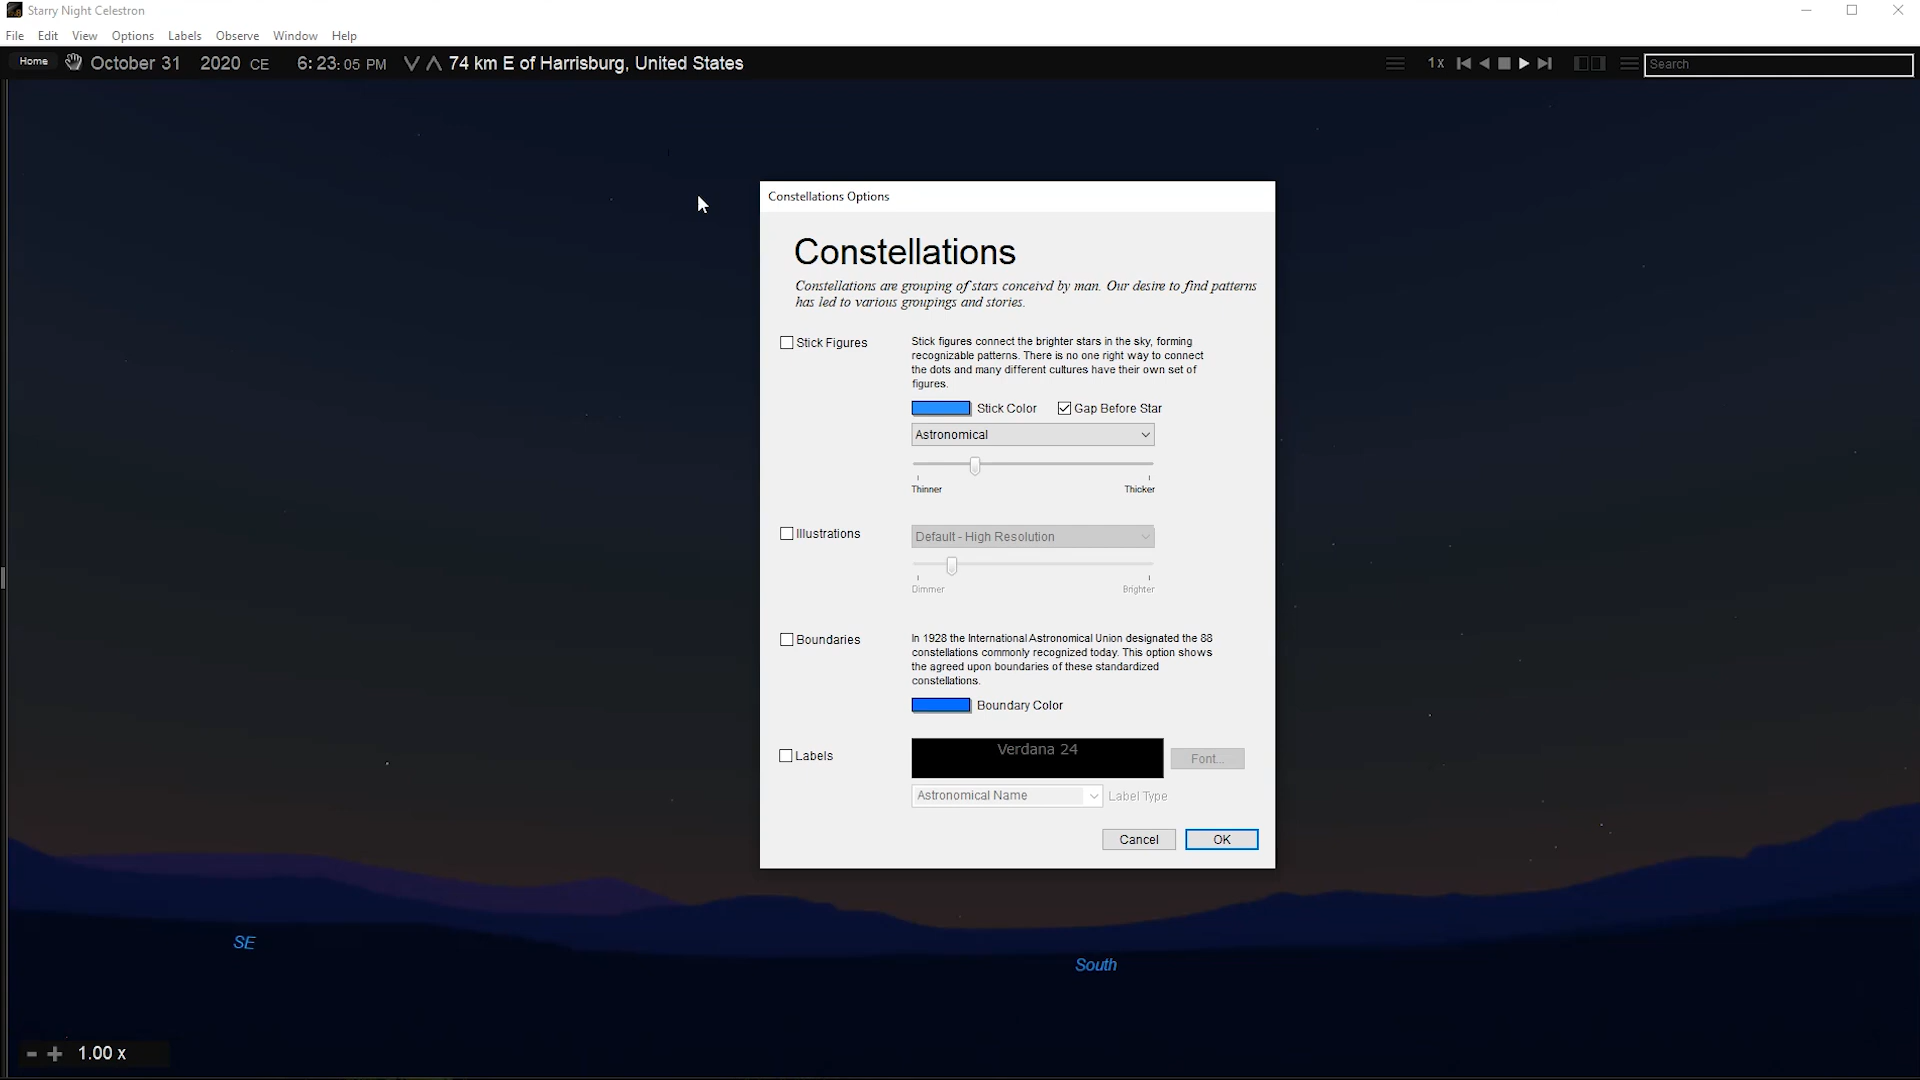 Starry Night Celestron
File Edit View Options Labels Observe Window Help
Home October 31 2020 CE 6:23:05 PM 74 km E of Harrisburg, United States 1x Search
Constellations Options
Constellations
Constellations are grouping of stars conceivd by man. Our desire to find patterns
has led to various groupings and stories.
Stick Figures
Stick figures connect the brighter stars in the sky, forming
recognizable patterns. There is no one right way to connect
the dots and many different cultures have their own set of
figures.
Stick Color Gap Before Star
Astronomical
Thinner Thicker
Illustrations Default - High Resolution
Dimmer Brighter
Boundaries
In 1928 the International Astronomical Union designated the 88
constellations commonly recognized today. This option shows
the agreed upon boundaries of these standardized
constellations.
Boundary Color
Labels Verdana 24 Font...
Astronomical Name Label Type
Cancel OK
SE
South
1.00 x